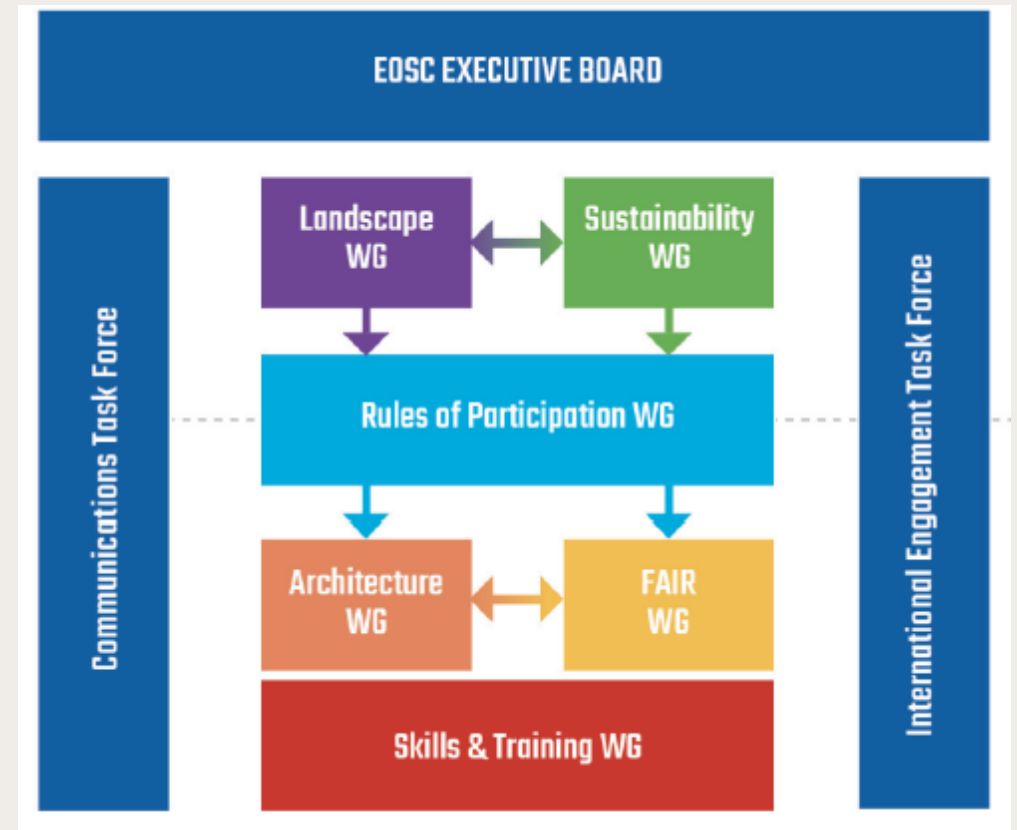 EOSC EXECUTIVE BOARD
Communications Task Force
Landscape
WG
Sustainability
WG
Rules of Participation WG
Architecture
WG
FAIR
WG
Skills & Training WG
International Engagement Task Force